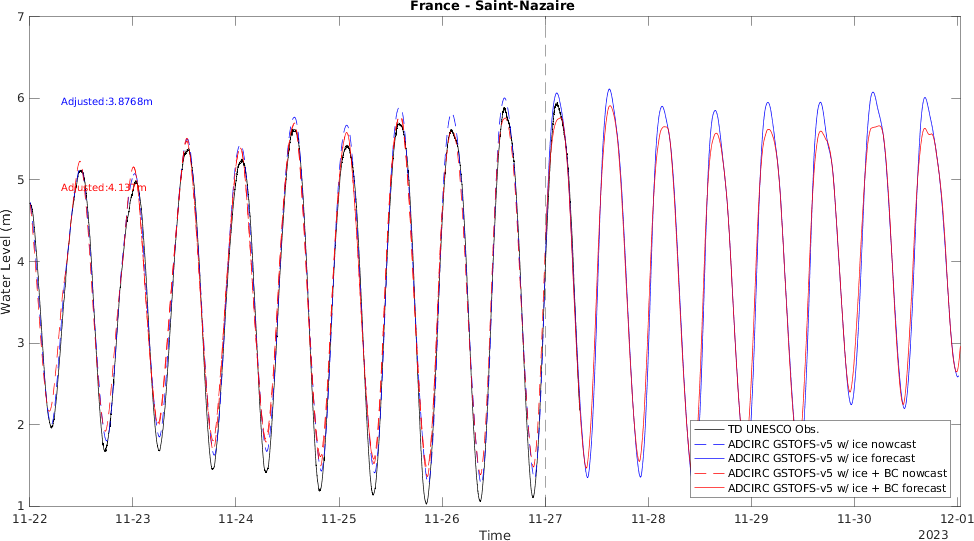 France - Saint-Nazaire
7
6
5
4
3
2
1
Water Level (m)
Adjusted:3.8768m
TD UNESCO Obs.
ADCIRC GSTOFS-v5 w/ ice nowcast
ADCIRC GSTOFS-v5 w/ ice forecast
ADCIRC GSTOFS-v5 w/ ice + BC nowcast
ADCIRC GSTOFS-v5 w/ ice + BC forecast
11-22 11-23 11-24 11-25 11-26 11-27 11-28 11-29 11-30 12-01
Time
2023